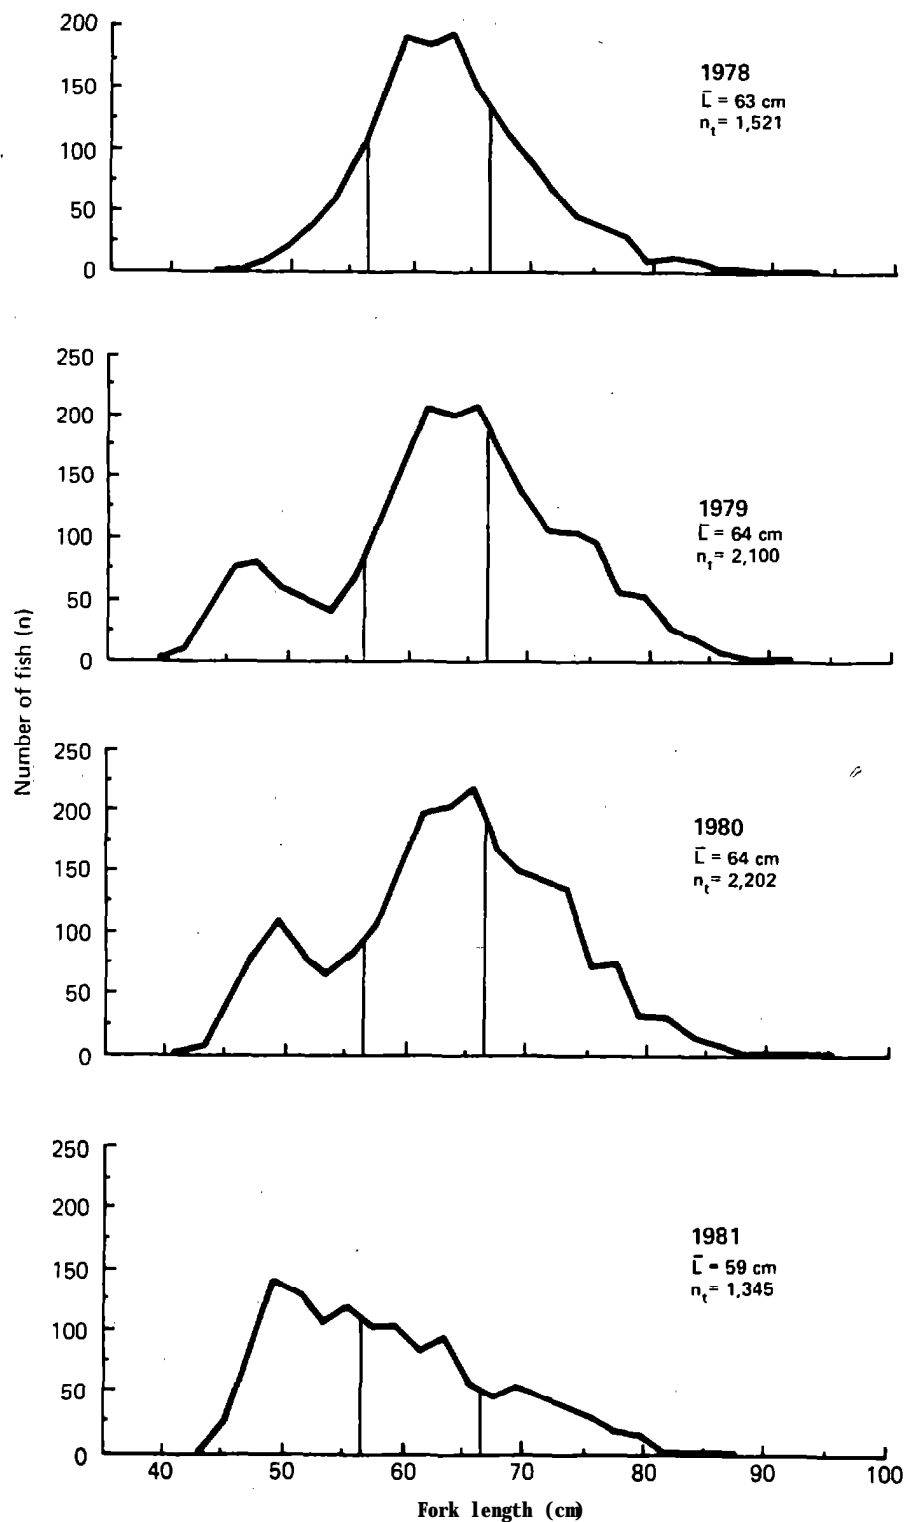 Number of fish (n)
200
150
100
50
0
1978
L̄ = 63 cm
nt = 1,521
250
200
150
100
50
0
1979
L̄ = 64 cm
nt = 2,100
250
200
150
100
50
0
1980
L̄ = 64 cm
nt = 2,202
250
200
150
100
50
0
1981
L̄ = 59 cm
nt = 1,345
40 50 60 70 80 90 100
Fork length (cm)